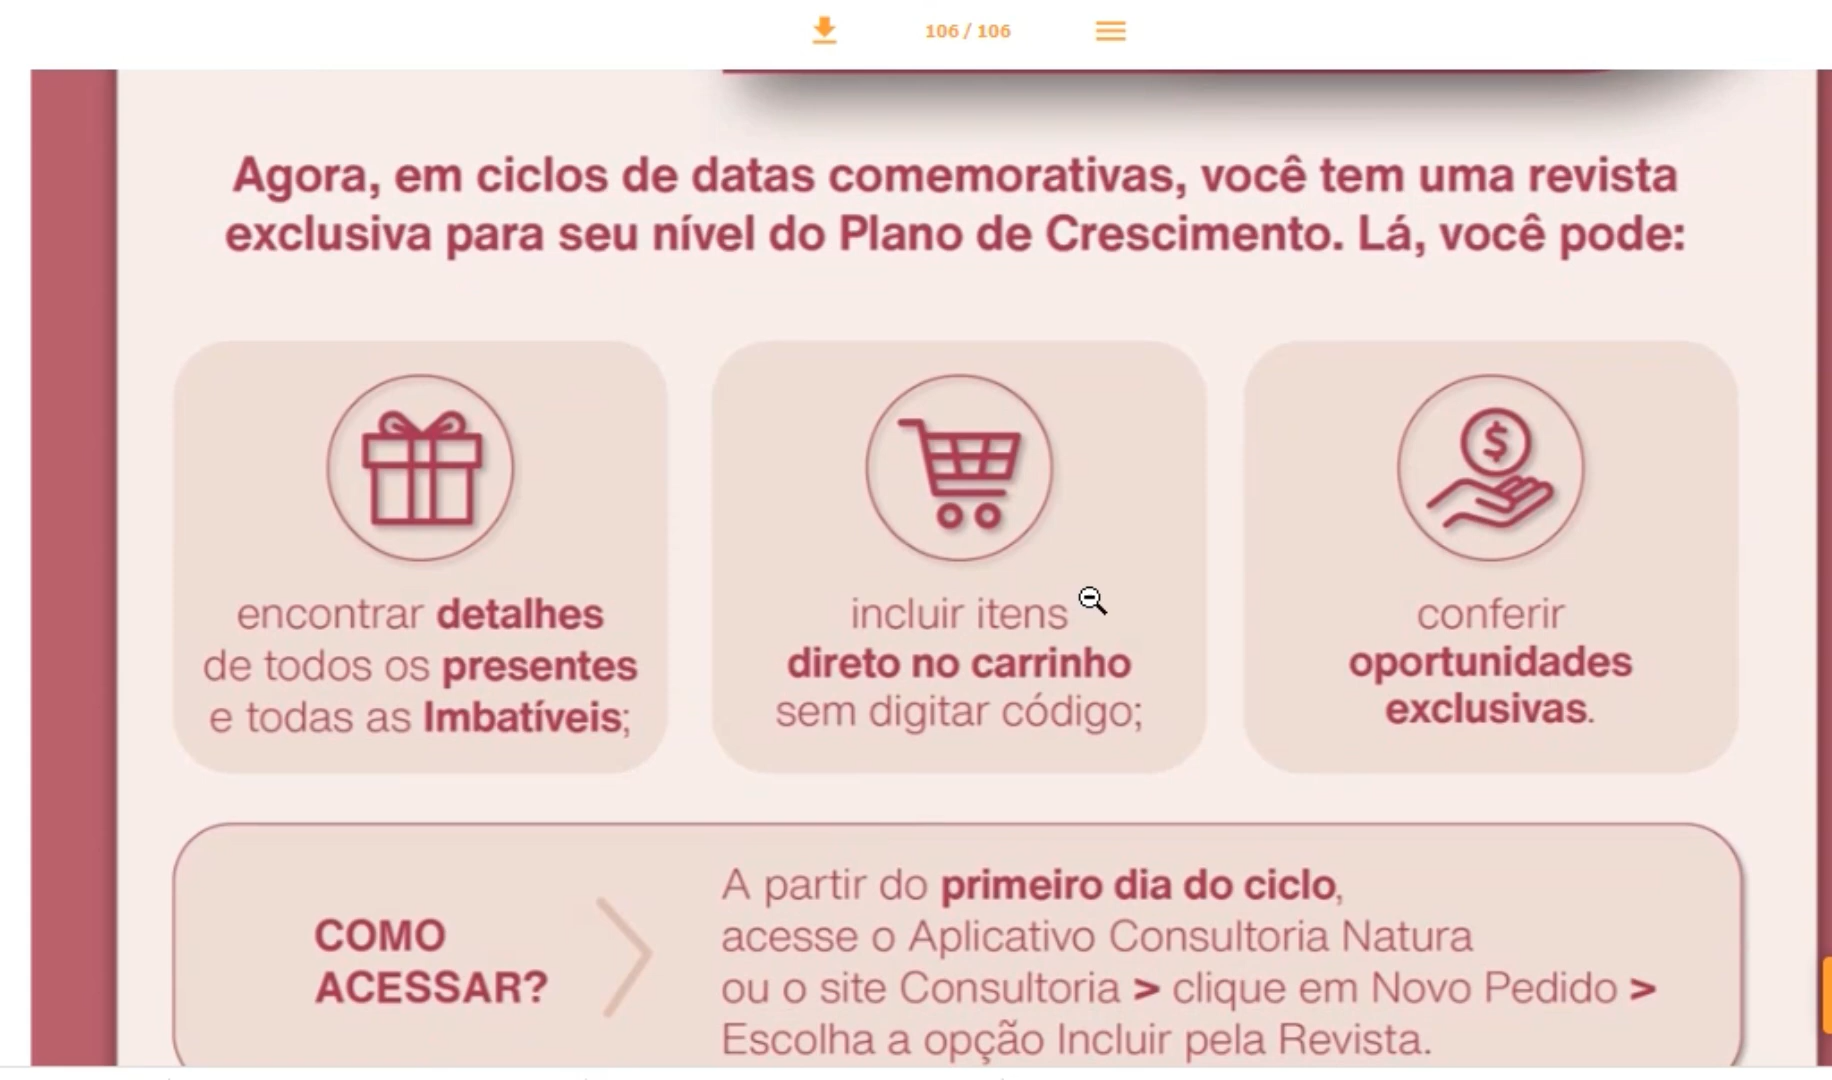 106 / 106
Agora, em ciclos de datas comemorativas, você tem uma revista
exclusiva para seu nível do Plano de Crescimento. Lá, você pode:
encontrar detalhes
de todos os presentes
e todas as Imbatíveis;
$
incluir itens
direto no carrinho
sem digitar código;
conferir
oportunidades
exclusivas.
COMO
ACESSAR?
A partir do primeiro dia do ciclo,
acesse o Aplicativo Consultoria Natura
ou o site Consultoria > clique em Novo Pedido >
Escolha a opção Incluir pela Revista.